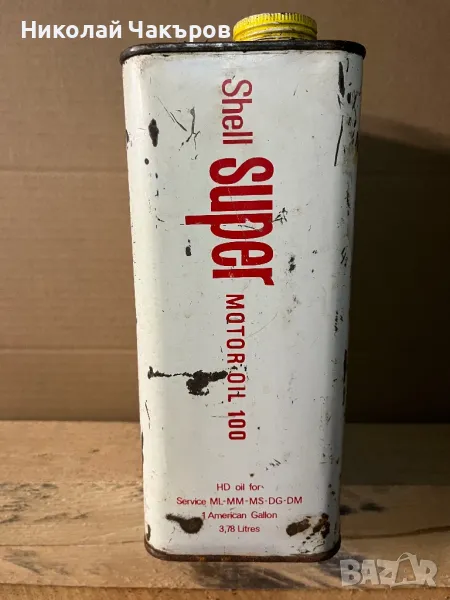 Николай Чакъров
Shell Super MOTOR OIL 100
HD oil for
Service ML-MM-MS-DG-DM
1 American Gallon
3,78 Litres
BAZAR